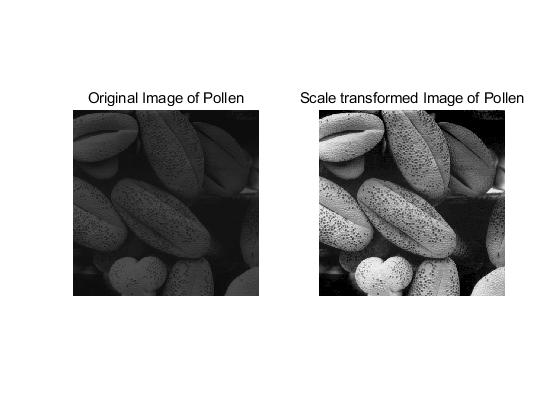 Original Image of Pollen
Scale transformed Image of Pollen